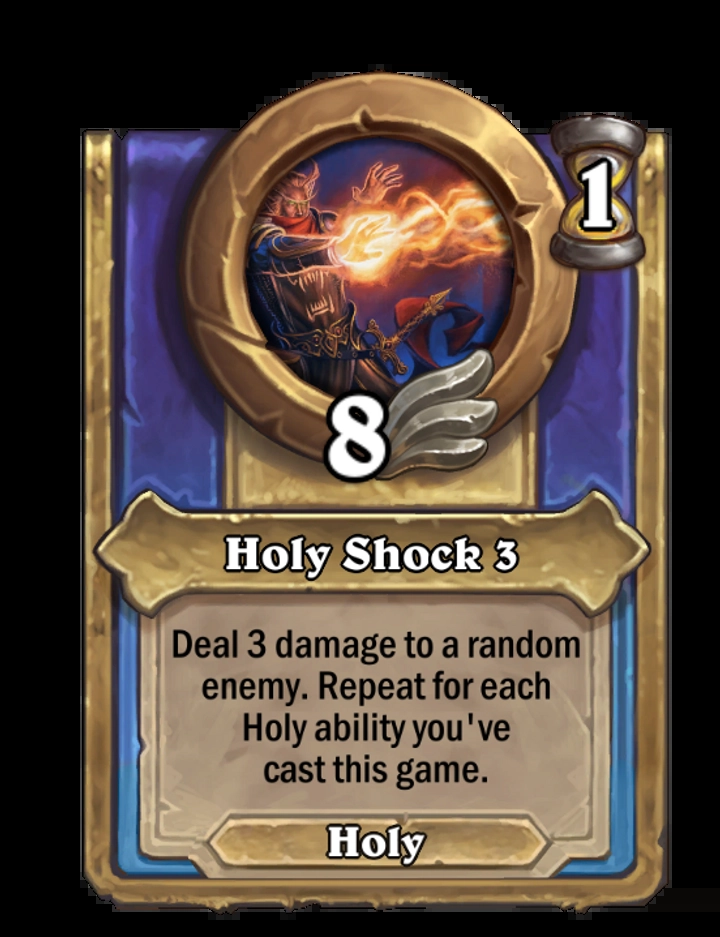 1
8
Holy Shock 3
Deal 3 damage to a random
enemy. Repeat for each
Holy ability you've
cast this game.
Holy